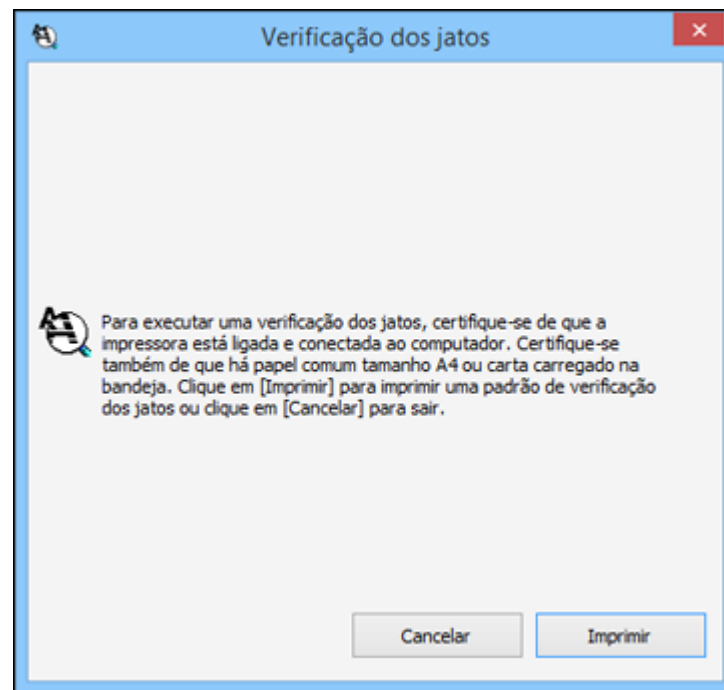 Verificação dos jatos
Para executar uma verificação dos jatos, certifique-se de que a
impressora está ligada e conectada ao computador. Certifique-se
também de que há papel comum tamanho A4 ou carta carregado na
bandeja. Clique em [Imprimir] para imprimir uma padrão de verificação
dos jatos ou clique em [Cancelar] para sair.
Cancelar
Imprimir